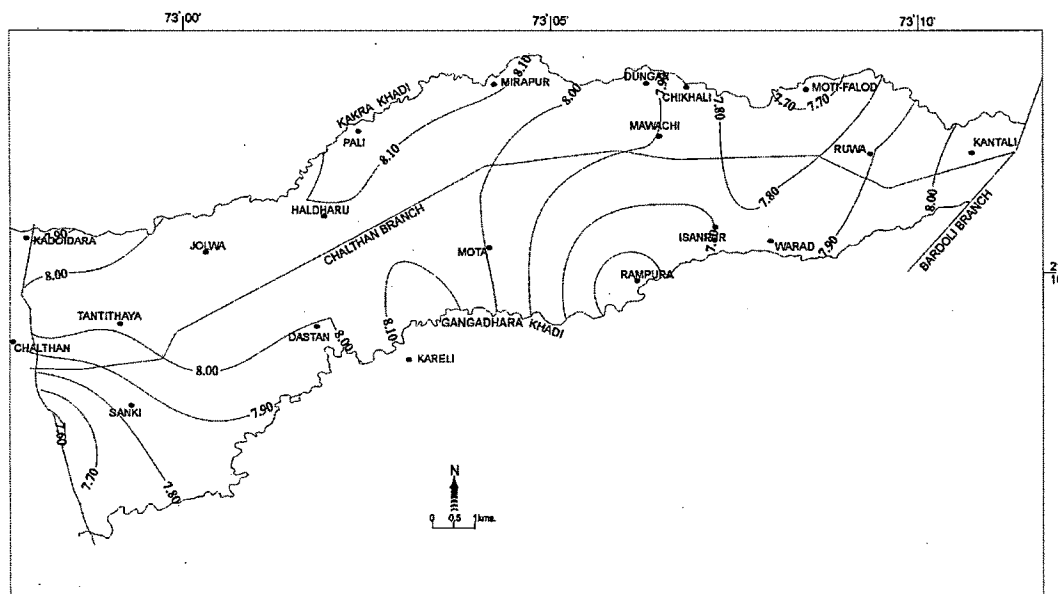 73°00'
73°05'
73°10'
8.10
DUNGAR
7.90
CHIKHALI
MOTI-FALOD
7.70
7.70
MIRAPUR
8.00
7.80
KAKRA KHADI
PALI
MAWACHI
8.10
RUWA
KANTALI
HALDHARU
7.80
8.00
7.90
KADOIDARA
JOLWA
CHALTHAN BRANCH
MOTA
ISANPUR
7.80
WARAD
7.90
BARDOLI BRANCH
8.00
RAMPURA
2
TANTITHAYA
GANGADHARA KHADI
8.10
DASTAN
8.00
CHALTHAN
KARELI
8.00
SANKI
7.90
7.60
7.70
7.80
N
0 0.5 1 kms.